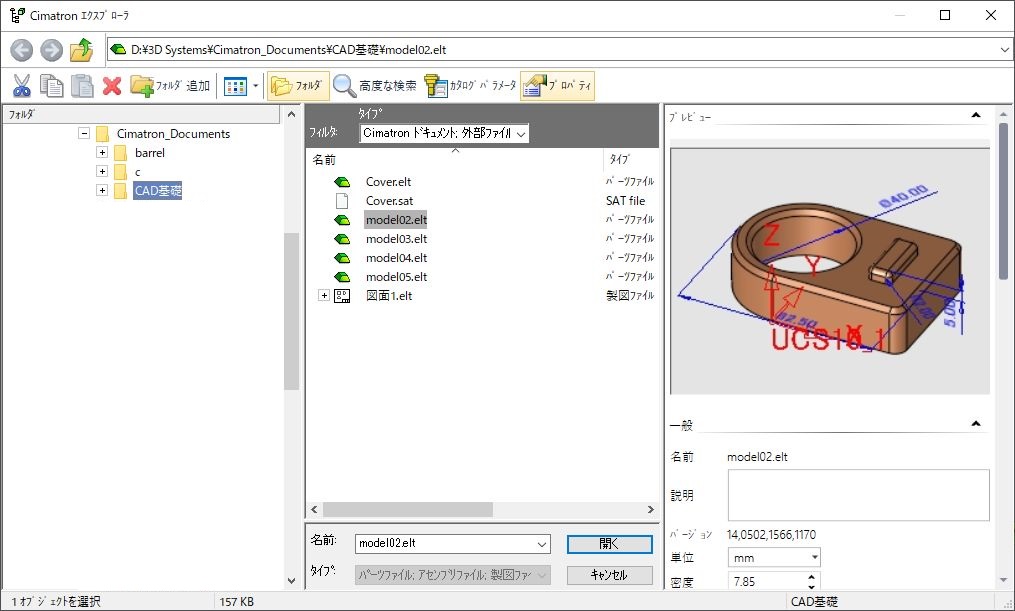 Cimatron ｴｸｽﾌﾟﾛｰﾗ
D:¥3D Systems¥Cimatron_Documents¥CAD基礎¥model02.elt
ﾌｫﾙﾀﾞ 追加
ﾌｫﾙﾀﾞ
高度な検索
ｶﾀﾛｸﾞ ﾊﾟﾗﾒｰﾀ
ﾌﾟﾛﾊﾟﾃｨ
ﾌｫﾙﾀﾞ
Cimatron_Documents
barrel
c
CAD基礎
ﾀｲﾌﾟ
ﾌｨﾙﾀ:
Cimatron ﾄﾞｷｭﾒﾝﾄ; 外部ﾌｧｲﾙ
名前 ﾀｲﾌﾟ
Cover.elt ﾊﾟｰﾂﾌｧｲﾙ
Cover.sat SAT file
model02.elt ﾊﾟｰﾂﾌｧｲﾙ
model03.elt ﾊﾟｰﾂﾌｧｲﾙ
model04.elt ﾊﾟｰﾂﾌｧｲﾙ
model05.elt ﾊﾟｰﾂﾌｧｲﾙ
図面1.elt 製図ﾌｧｲﾙ
名前: model02.elt 開く
ﾀｲﾌﾟ: ﾊﾟｰﾂﾌｧｲﾙ; ｱｾﾝﾌﾞﾘﾌｧｲﾙ; 製図ﾌｧ ｷｬﾝｾﾙ
ﾌﾟﾚﾋﾞｭｰ
Ø40.00
Z
Y
82.50
5.00
一般
名前 model02.elt
説明
ﾊﾞｰｼﾞｮﾝ 14,0502,1566,1170
単位 mm
密度 7.85
1 ｵﾌﾞｼﾞｪｸﾄを選択
157 KB
CAD基礎